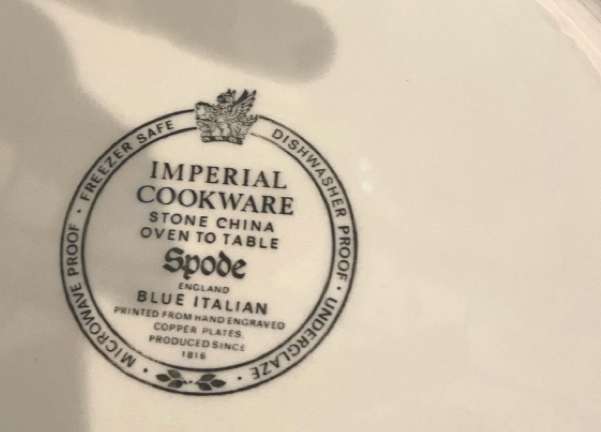 MICROWAVE PROOF · FREEZER SAFE
DISHWASHER PROOF · UNDERGLAZE ·
IMPERIAL
COOKWARE
STONE CHINA
OVEN TO TABLE
Spode
ENGLAND
BLUE ITALIAN
PRINTED FROM HAND ENGRAVED
COPPER PLATES.
PRODUCED SINCE
1816